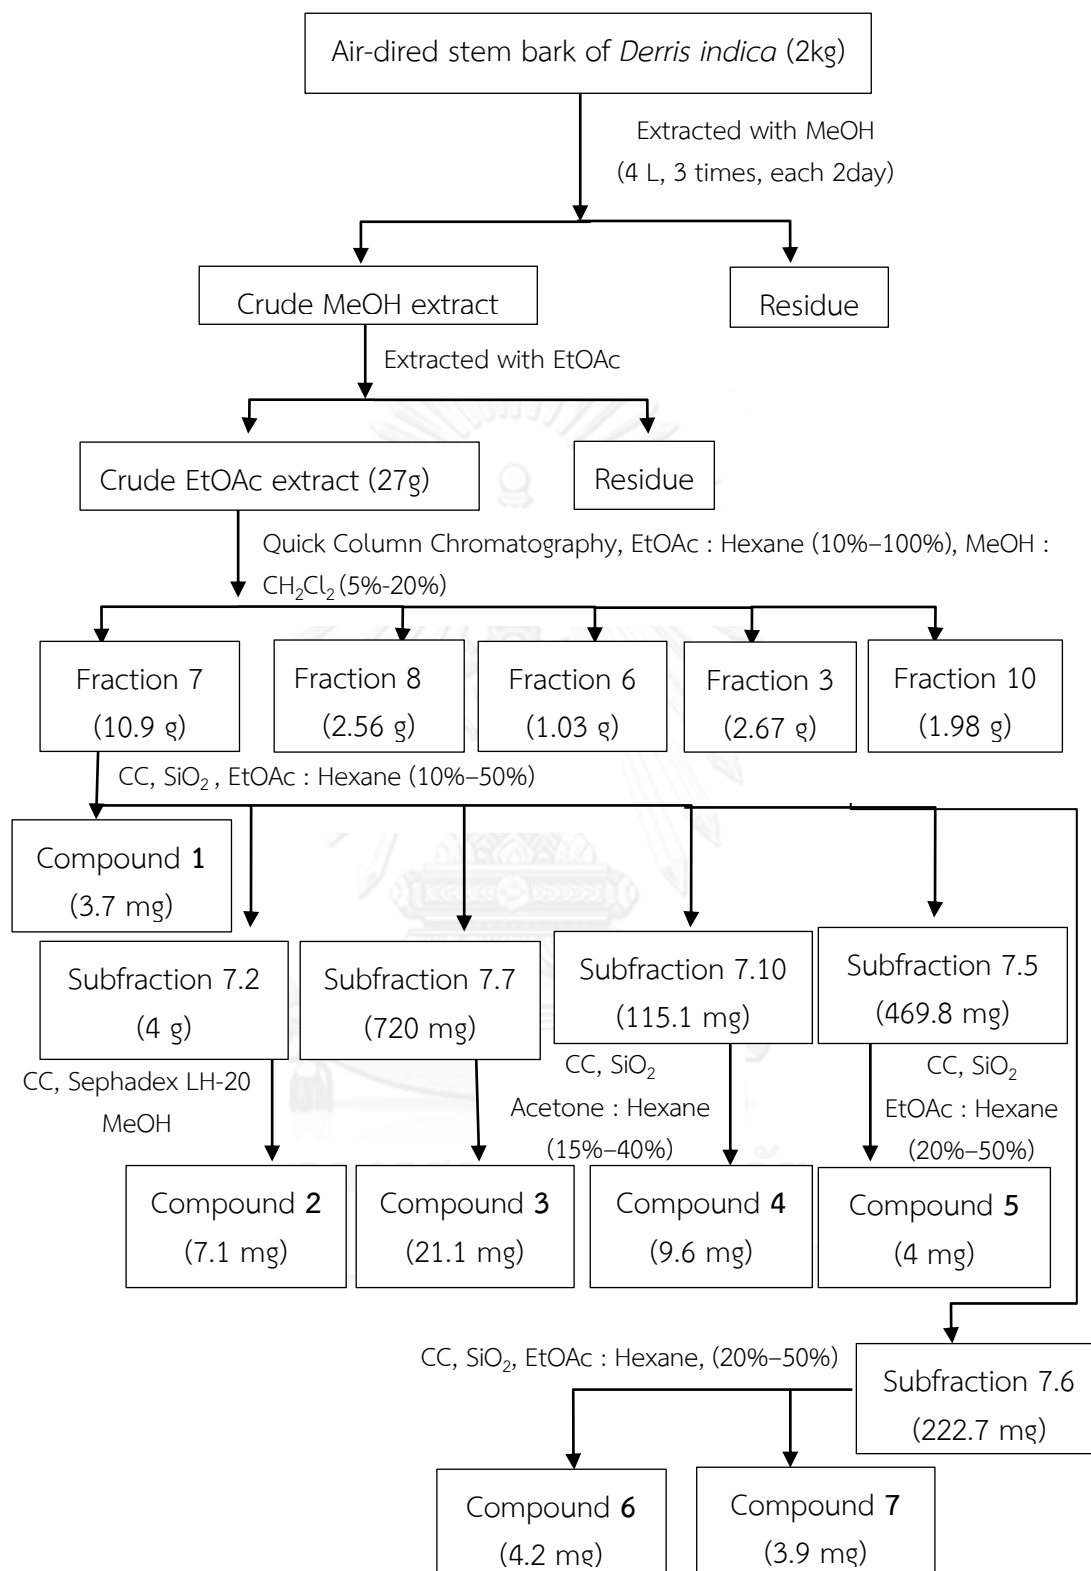 Air-dired stem bark of Derris indica (2kg)
Extracted with MeOH
(4 L, 3 times, each 2day)
Crude MeOH extract
Residue
Extracted with EtOAc
Crude EtOAc extract (27g)
Residue
Quick Column Chromatography, EtOAc : Hexane (10%–100%), MeOH :
CH₂Cl₂ (5%-20%)
Fraction 7
(10.9 g)
Fraction 8
(2.56 g)
Fraction 6
(1.03 g)
Fraction 3
(2.67 g)
Fraction 10
(1.98 g)
CC, SiO₂ , EtOAc : Hexane (10%–50%)
Compound 1
(3.7 mg)
Subfraction 7.2
(4 g)
Subfraction 7.7
(720 mg)
Subfraction 7.10
(115.1 mg)
Subfraction 7.5
(469.8 mg)
CC, Sephadex LH-20
MeOH
CC, SiO₂
Acetone : Hexane
(15%–40%)
CC, SiO₂
EtOAc : Hexane
(20%–50%)
Compound 2
(7.1 mg)
Compound 3
(21.1 mg)
Compound 4
(9.6 mg)
Compound 5
(4 mg)
CC, SiO₂, EtOAc : Hexane, (20%–50%)
Subfraction 7.6
(222.7 mg)
Compound 6
(4.2 mg)
Compound 7
(3.9 mg)